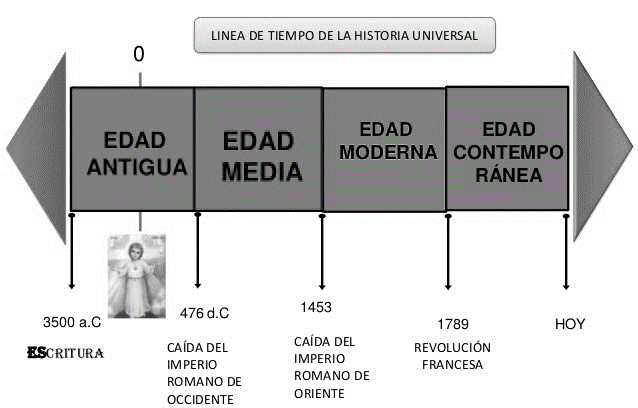 LINEA DE TIEMPO DE LA HISTORIA UNIVERSAL
0
EDAD
ANTIGUA
EDAD
MEDIA
EDAD
MODERNA
EDAD
CONTEMPO
RÁNEA
3500 a.C
ESCRITURA
476 d.C
CAÍDA DEL
IMPERIO
ROMANO DE
OCCIDENTE
1453
CAÍDA DEL
IMPERIO
ROMANO DE
ORIENTE
1789
REVOLUCIÓN
FRANCESA
HOY